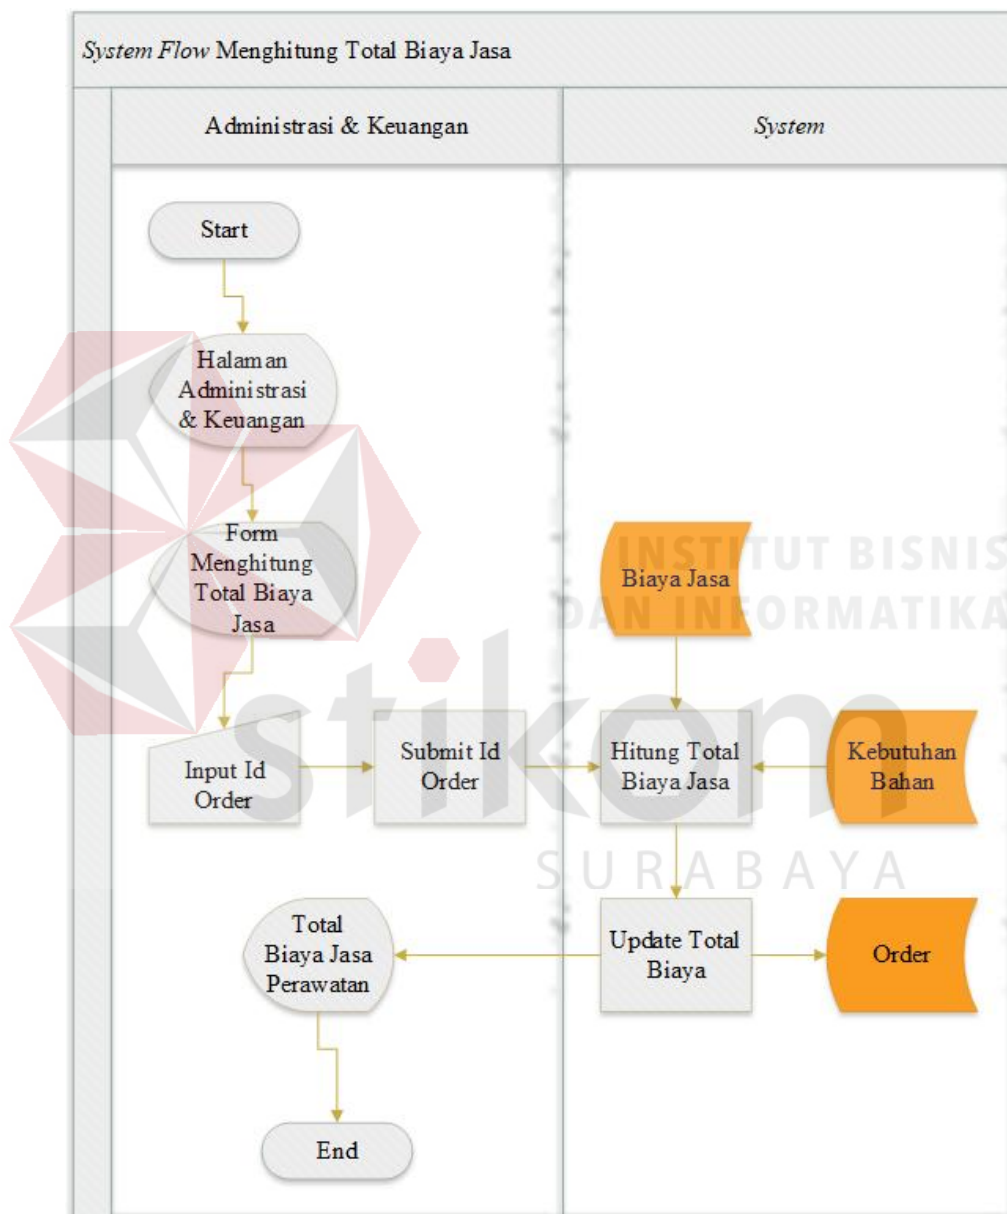 System Flow Menghitung Total Biaya Jasa
Administrasi & Keuangan
System
Start
Halaman
Administrasi
& Keuangan
Form
Menghitung
Total Biaya
Jasa
Biaya Jasa
INSTITUT BISNIS
DAN INFORMATIKA
stikom
SURABAYA
Input Id
Order
Submit Id
Order
Hitung Total
Biaya Jasa
Kebutuhan
Bahan
Total
Biaya Jasa
Perawatan
Update Total
Biaya
Order
End